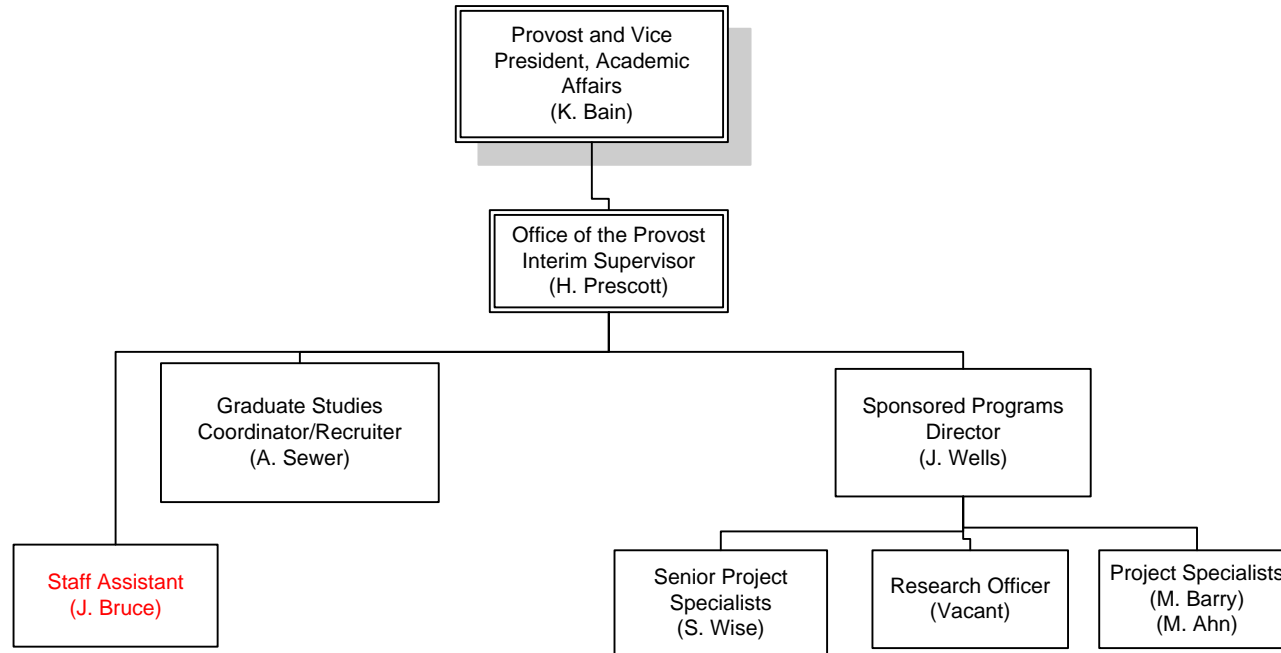 Provost and Vice
President, Academic
Affairs
(K. Bain)
Office of the Provost
Interim Supervisor
(H. Prescott)
Graduate Studies
Coordinator/Recruiter
(A. Sewer)
Sponsored Programs
Director
(J. Wells)
Staff Assistant
(J. Bruce)
Senior Project
Specialists
(S. Wise)
Research Officer
(Vacant)
Project Specialists
(M. Barry)
(M. Ahn)